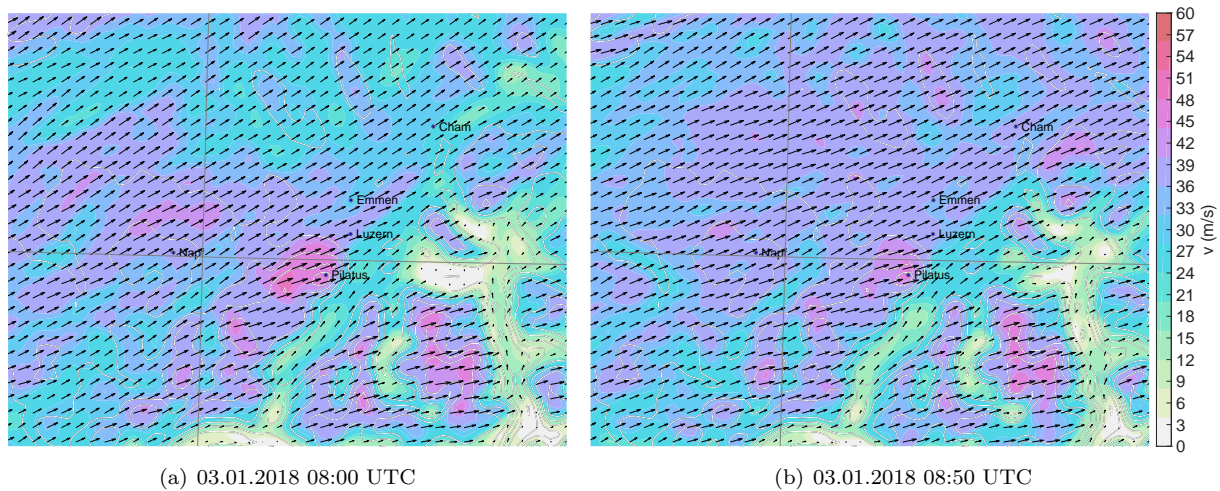 Cham
Emmen
Luzern
Napf
Pilatus
Cham
Emmen
Luzern
Napf
Pilatus
60
57
54
51
48
45
42
39
36
33
30
27
24
21
18
15
12
9
6
3
0
v (m/s)
(a) 03.01.2018 08:00 UTC
(b) 03.01.2018 08:50 UTC